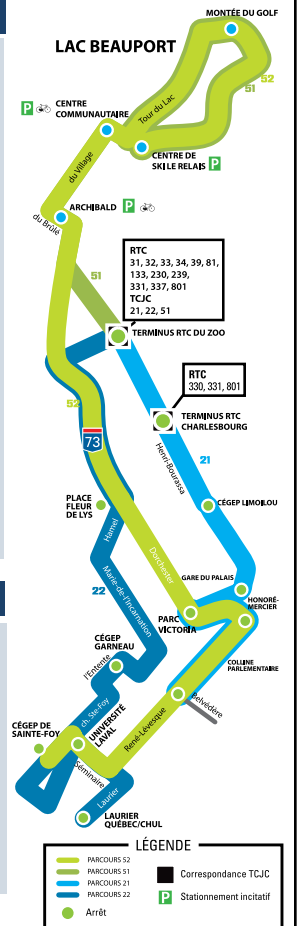 MONTÉE DU GOLF
LAC BEAUPORT
52
51
Tour du Lac
P CENTRE
COMMUNAUTAIRE
CENTRE DE
SKI LE RELAIS P
du Village
ARCHIBALD P
du Brûlé
RTC
31, 32, 33, 34, 39, 81,
133, 230, 239,
331, 337, 801
TCJC
21, 22, 51
51
TERMINUS RTC DU ZOO
RTC
330, 331, 801
52
TERMINUS RTC
CHARLESBOURG
73
Henri-Bourassa
21
PLACE
FLEUR
DE LYS
Hamel
CÉGEP LIMOILOU
Dorchester
Marie-de-l'Incarnation
22
GARE DU PALAIS
HONORÉ-
MERCIER
PARC
VICTORIA
CÉGEP
GARNEAU
l'Entente
COLLINE
PARLEMENTAIRE
Belvédère
ch. Ste-Foy
René-Lévesque
CÉGEP DE
SAINTE-FOY
UNIVERSITÉ
LAVAL
Séminaire
Laurier
LAURIER
QUÉBEC/CHUL
LÉGENDE
PARCOURS 52
PARCOURS 51
PARCOURS 21
PARCOURS 22
Arrêt
Correspondance TCJC
P Stationnement incitatif